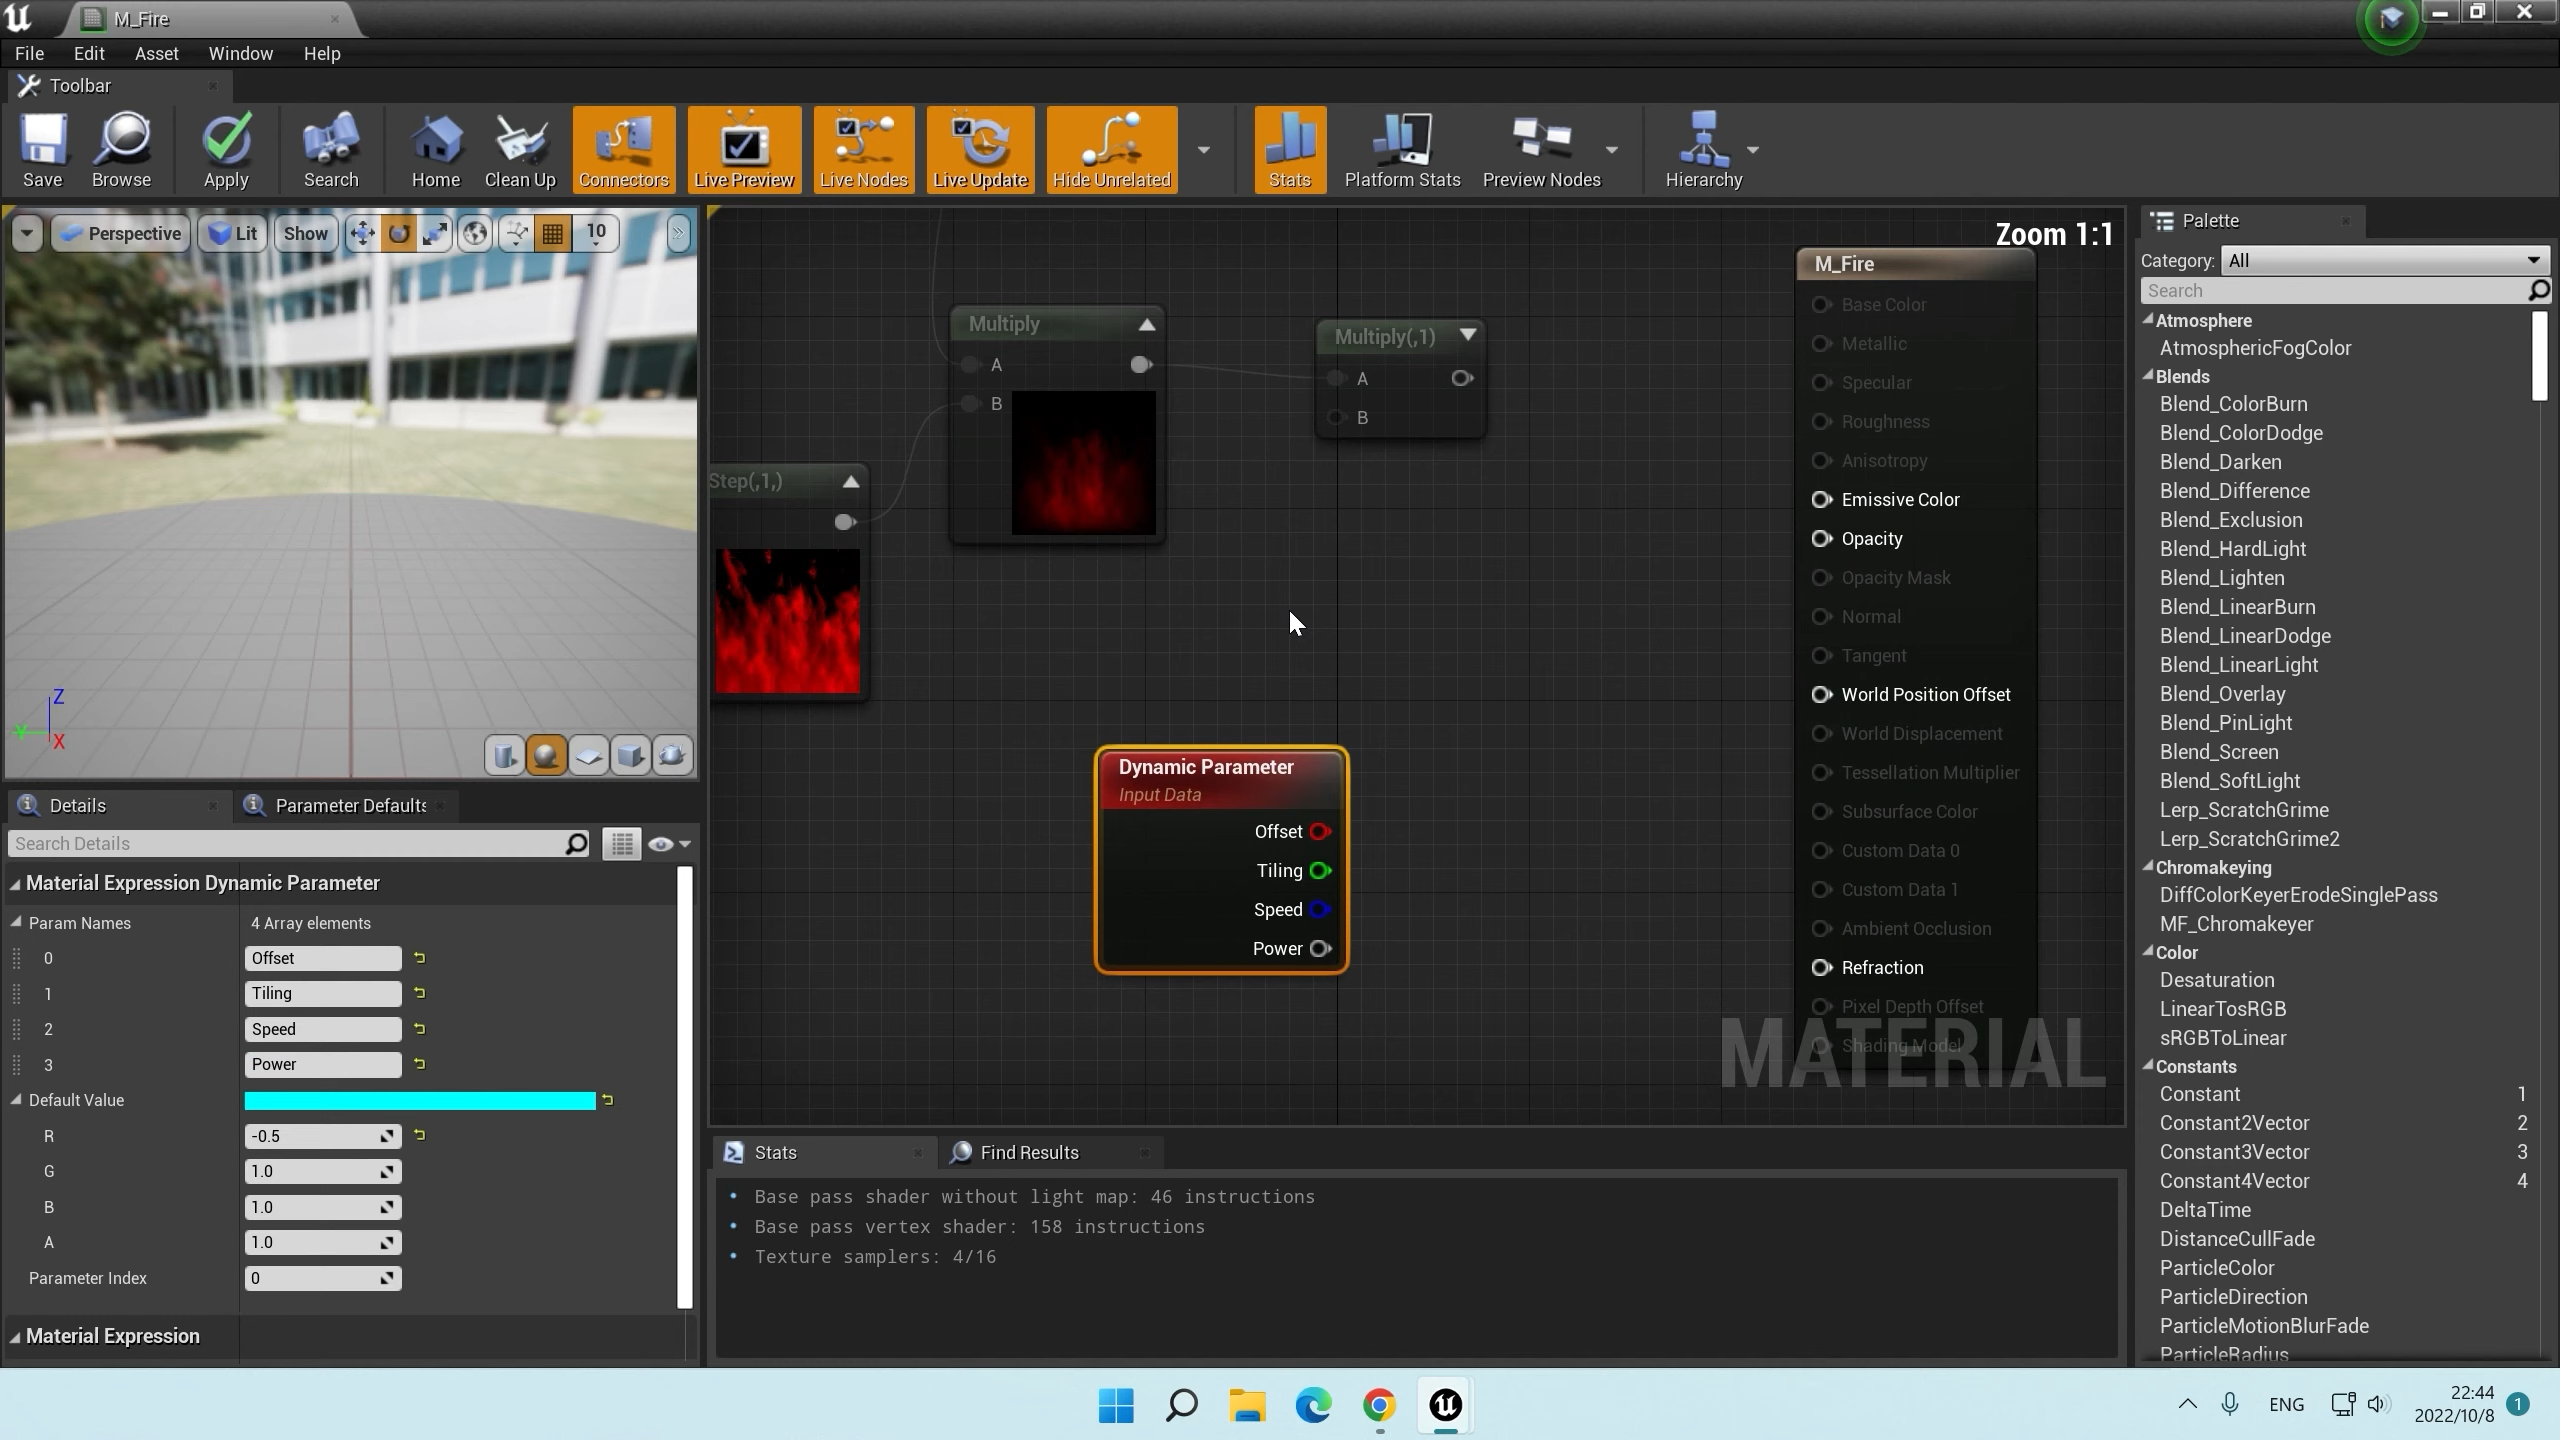 M_Fire
File Edit Asset Window Help
Toolbar
Save Browse Apply Search Home Clean Up Connectors Live Preview Live Nodes Live Update Hide Unrelated Stats Platform Stats Preview Nodes Hierarchy
Perspective Lit Show 10
Z
Y
X
Details Parameter Defaults
Search Details
Material Expression Dynamic Parameter
Param Names 4 Array elements
0 Offset
1 Tiling
2 Speed
3 Power
Default Value
R -0.5
G 1.0
B 1.0
A 1.0
Parameter Index 0
Material Expression
Zoom 1:1
Multiply
A
B
Multiply(,1)
A
B
Step(,1,)
Dynamic Parameter
Input Data
Offset
Tiling
Speed
Power
M_Fire
Base Color
Metallic
Specular
Roughness
Anisotropy
Emissive Color
Opacity
Opacity Mask
Normal
Tangent
World Position Offset
World Displacement
Tessellation Multiplier
Subsurface Color
Custom Data 0
Custom Data 1
Ambient Occlusion
Refraction
Pixel Depth Offset
Shading Model
MATERIAL
Stats Find Results
• Base pass shader without light map: 46 instructions
• Base pass vertex shader: 158 instructions
• Texture samplers: 4/16
Palette
Category: All
Search
Atmosphere
AtmosphericFogColor
Blends
Blend_ColorBurn
Blend_ColorDodge
Blend_Darken
Blend_Difference
Blend_Exclusion
Blend_HardLight
Blend_Lighten
Blend_LinearBurn
Blend_LinearDodge
Blend_LinearLight
Blend_Overlay
Blend_PinLight
Blend_Screen
Blend_SoftLight
Lerp_ScratchGrime
Lerp_ScratchGrime2
Chromakeying
DiffColorKeyerErodeSinglePass
MF_Chromakeyer
Color
Desaturation
LinearTosRGB
sRGBToLinear
Constants
Constant 1
Constant2Vector 2
Constant3Vector 3
Constant4Vector 4
DeltaTime
DistanceCullFade
ParticleColor
ParticleDirection
ParticleMotionBlurFade
ParticleRadius
ENG
22:44
2022/10/8
1